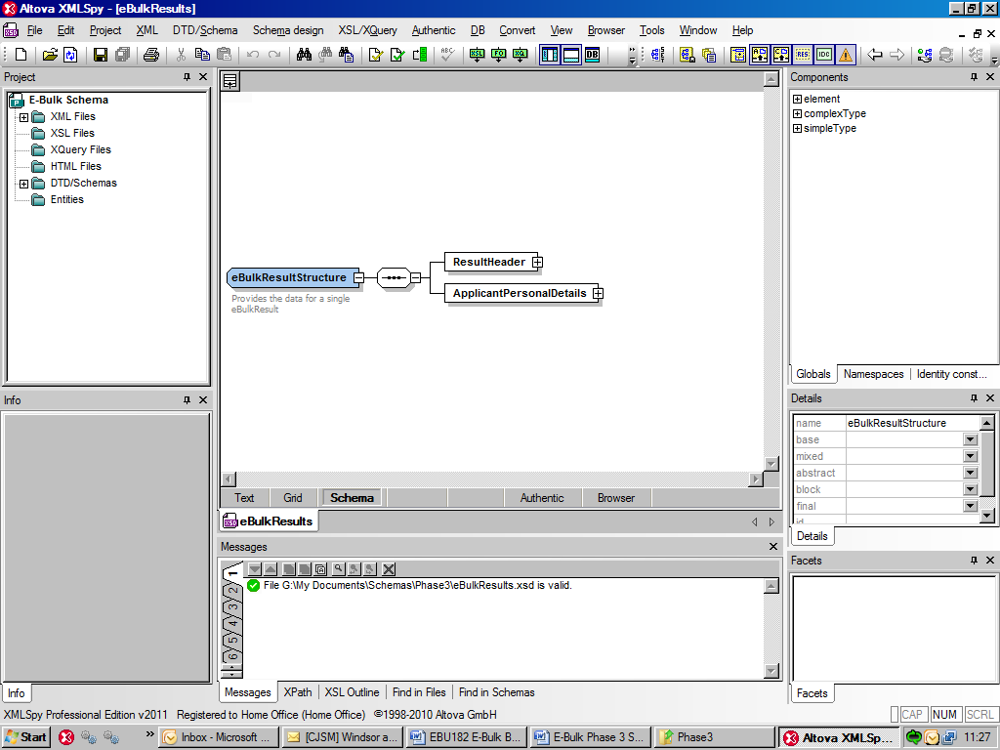 Altova XMLSpy - [eBulkResults]
File Edit Project XML DTD/Schema Schema design XSL/XQuery Authentic DB Convert View Browser Tools Window Help
Project
E-Bulk Schema
XML Files
XSL Files
XQuery Files
HTML Files
DTD/Schemas
Entities
Info
Info
eBulkResultStructure
Provides the data for a single
eBulkResult
ResultHeader
ApplicantPersonalDetails
Text Grid Schema Authentic Browser
eBulkResults
Messages
1
2
3
4
5
6
File G:\My Documents\Schemas\Phase3\eBulkResults.xsd is valid.
Messages XPath XSL Outline Find in Files Find in Schemas
Components
element
complexType
simpleType
Globals Namespaces Identity const...
Details
name eBulkResultStructure
base
mixed
abstract
block
final
id
Details
Facets
Facets
XMLSpy Professional Edition v2011 Registered to Home Office (Home Office) ©1998-2010 Altova GmbH
CAP NUM SCRL
Start
Inbox - Microsoft ...
[CJSM] Windsor a...
EBU182 E-Bulk B...
E-Bulk Phase 3 S...
Phase3
Altova XMLSp...
11:27